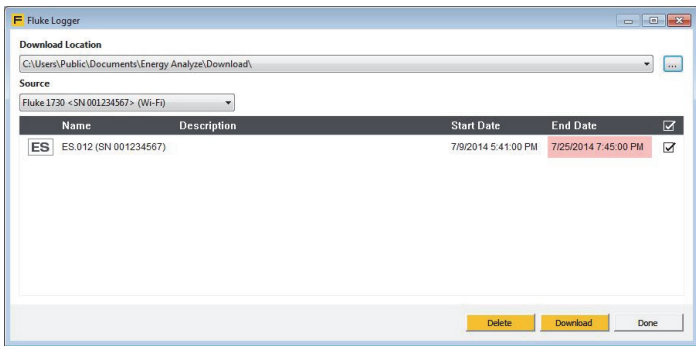 F Fluke Logger
Download Location
C:\Users\Public\Documents\Energy Analyze\Download\
...
Source
Fluke 1730 <SN 001234567> (Wi-Fi)
Name Description Start Date End Date
ES ES.012 (SN 001234567) 7/9/2014 5:41:00 PM 7/25/2014 7:45:00 PM
Delete Download Done